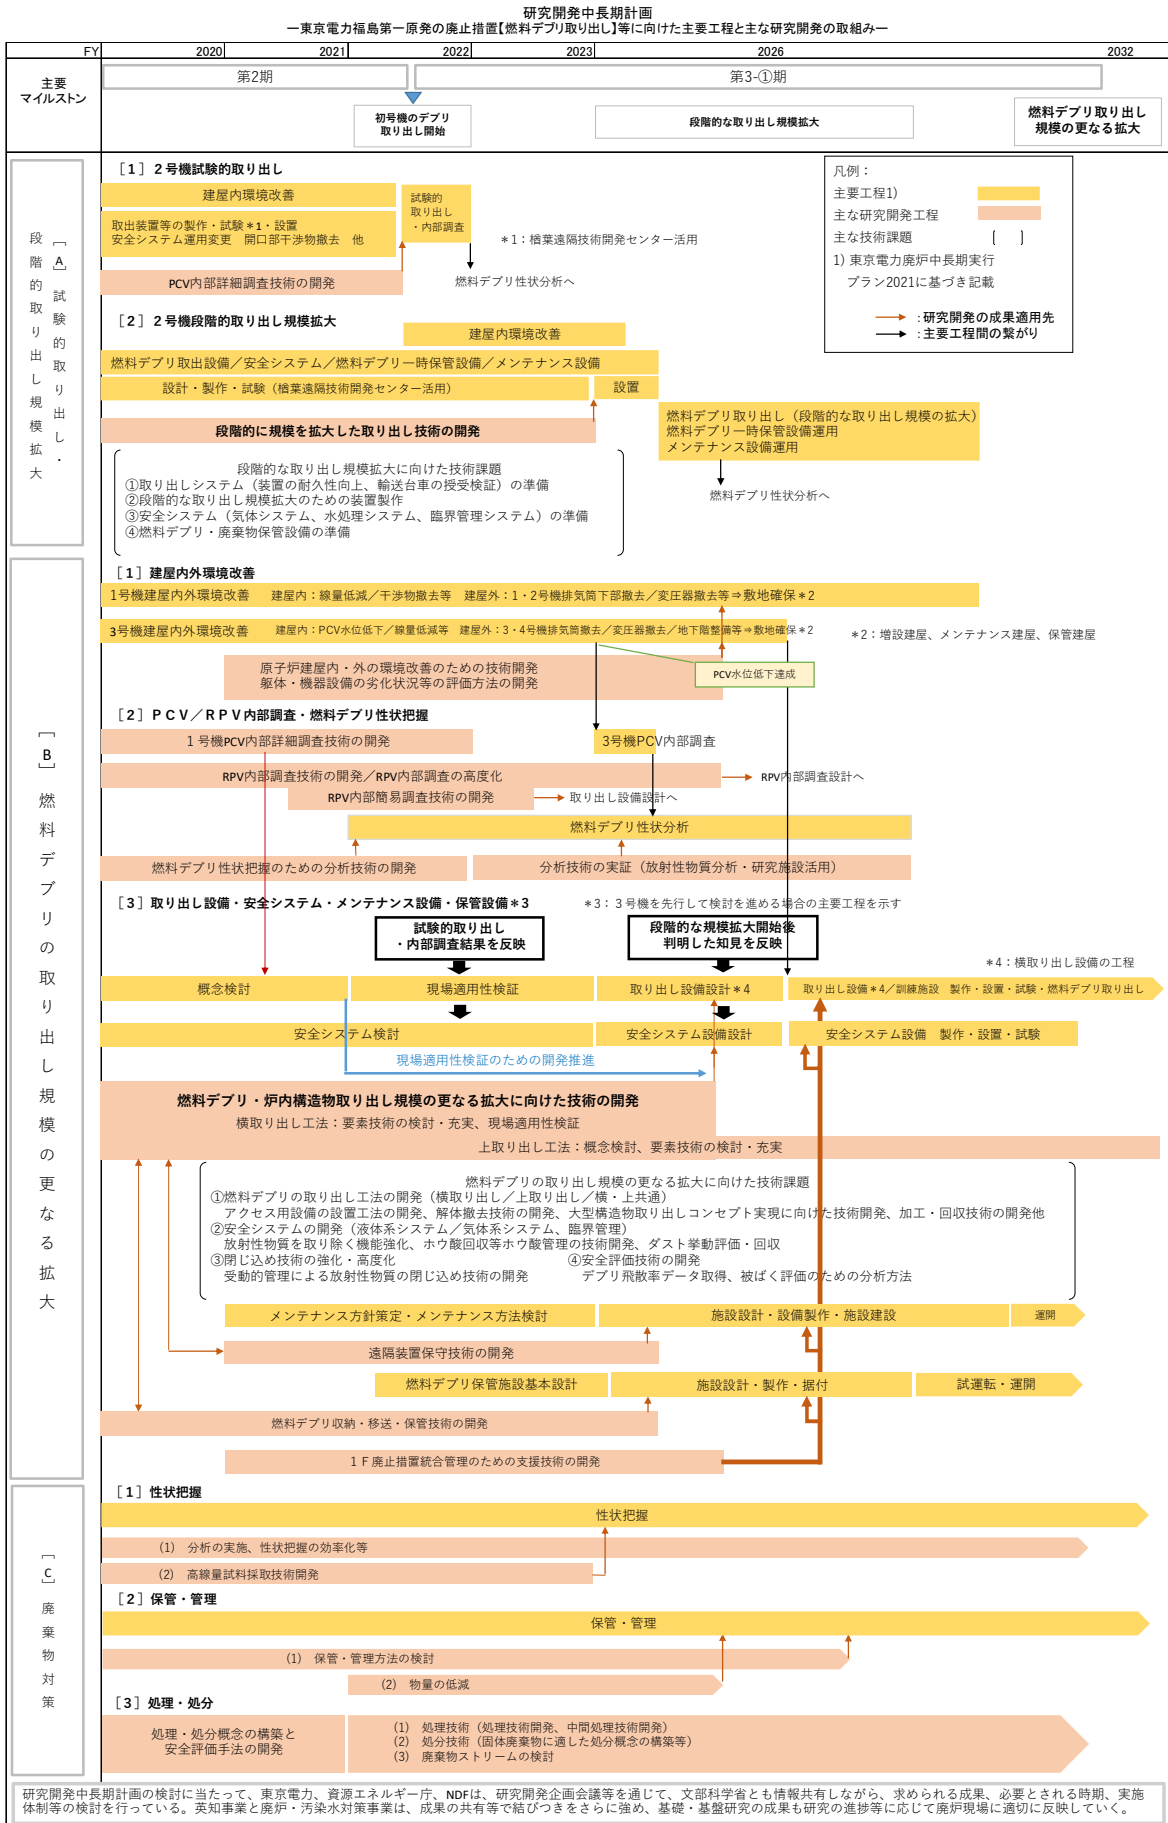 研究開発中長期計画
ー東京電力福島第一原発の廃止措置【燃料デブリ取り出し】等に向けた主要工程と主な研究開発の取組みー
FY 2020 2021 2022 2023 2026 2032
主要
マイルストン
第2期
第3-①期
初号機のデブリ
取り出し開始
段階的な取り出し規模拡大
燃料デブリ取り出し
規模の更なる拡大
凡例：
主要工程1)
主な研究開発工程
主な技術課題 〔 〕
1) 東京電力廃炉中長期実行
プラン2021に基づき記載
：研究開発の成果適用先
：主要工程間の繋がり
［A］試験的取り出し・
段階的取り出し規模拡大
［１］２号機試験的取り出し
建屋内環境改善
試験的
取り出し
・内部調査
取出装置等の製作・試験＊1・設置
安全システム運用変更　開口部干渉物撤去　他
＊1：楢葉遠隔技術開発センター活用
PCV内部詳細調査技術の開発
燃料デブリ性状分析へ
［２］２号機段階的取り出し規模拡大
建屋内環境改善
燃料デブリ取出設備／安全システム／燃料デブリ一時保管設備／メンテナンス設備
設計・製作・試験（楢葉遠隔技術開発センター活用）
設置
段階的に規模を拡大した取り出し技術の開発
燃料デブリ取り出し（段階的な取り出し規模の拡大）
燃料デブリ一時保管設備運用
メンテナンス設備運用
段階的な取り出し規模拡大に向けた技術課題
①取り出しシステム（装置の耐久性向上、輸送台車の授受検証）の準備
②段階的な取り出し規模拡大のための装置製作
③安全システム（気体システム、水処理システム、臨界管理システム）の準備
④燃料デブリ・廃棄物保管設備の準備
燃料デブリ性状分析へ
［B］燃料デブリの取り出し規模の更なる拡大
［１］建屋内外環境改善
1号機建屋内外環境改善　建屋内：線量低減／干渉物撤去等　建屋外：1・2号機排気筒下部撤去／変圧器撤去等⇒敷地確保＊2
3号機建屋内外環境改善　建屋内：PCV水位低下／線量低減等　建屋外：3・4号機排気筒撤去／変圧器撤去／地下階整備等⇒敷地確保＊2
＊2：増設建屋、メンテナンス建屋、保管建屋
原子炉建屋内・外の環境改善のための技術開発
躯体・機器設備の劣化状況等の評価方法の開発
PCV水位低下達成
［２］ＰＣＶ／ＲＰＶ内部調査・燃料デブリ性状把握
１号機PCV内部詳細調査技術の開発
3号機PCV内部調査
RPV内部調査技術の開発／RPV内部調査の高度化
RPV内部調査設計へ
RPV内部簡易調査技術の開発
取り出し設備設計へ
燃料デブリ性状分析
燃料デブリ性状把握のための分析技術の開発
分析技術の実証（放射性物質分析・研究施設活用）
［３］取り出し設備・安全システム・メンテナンス設備・保管設備＊3
＊3：３号機を先行して検討を進める場合の主要工程を示す
試験的取り出し
・内部調査結果を反映
段階的な規模拡大開始後
判明した知見を反映
＊4：横取り出し設備の工程
概念検討
現場適用性検証
取り出し設備設計＊4
取り出し設備＊4／訓練施設　製作・設置・試験・燃料デブリ取り出し
安全システム検討
安全システム設備設計
安全システム設備　製作・設置・試験
現場適用性検証のための開発推進
燃料デブリ・炉内構造物取り出し規模の更なる拡大に向けた技術の開発
横取り出し工法：要素技術の検討・充実、現場適用性検証
上取り出し工法：概念検討、要素技術の検討・充実
燃料デブリの取り出し規模の更なる拡大に向けた技術課題
①燃料デブリの取り出し工法の開発（横取り出し／上取り出し／横・上共通）
アクセス用設備の設置工法の開発、解体撤去技術の開発、大型構造物取り出しコンセプト実現に向けた技術開発、加工・回収技術の開発他
②安全システムの開発（液体系システム／気体系システム、臨界管理）
放射性物質を取り除く機能強化、ホウ酸回収等ホウ酸管理の技術開発、ダスト挙動評価・回収
③閉じ込め技術の強化・高度化　④安全評価技術の開発
受動的管理による放射性物質の閉じ込め技術の開発　デブリ飛散率データ取得、被ばく評価のための分析方法
メンテナンス方針策定・メンテナンス方法検討
施設設計・設備製作・施設建設
運開
遠隔装置保守技術の開発
燃料デブリ保管施設基本設計
施設設計・製作・据付
試運転・運開
燃料デブリ収納・移送・保管技術の開発
１Ｆ廃止措置統合管理のための支援技術の開発
［C］廃棄物対策
［１］性状把握
性状把握
(1)　分析の実施、性状把握の効率化等
(2)　高線量試料採取技術開発
［２］保管・管理
保管・管理
(1)　保管・管理方法の検討
(2)　物量の低減
［３］処理・処分
処理・処分概念の構築と
安全評価手法の開発
(1)　処理技術（処理技術開発、中間処理技術開発）
(2)　処分技術（固体廃棄物に適した処分概念の構築等）
(3)　廃棄物ストリームの検討
研究開発中長期計画の検討に当たって、東京電力、資源エネルギー庁、NDFは、研究開発企画会議等を通じて、文部科学省とも情報共有しながら、求められる成果、必要とされる時期、実施
体制等の検討を行っている。英知事業と廃炉・汚染水対策事業は、成果の共有等で結びつきをさらに強め、基礎・基盤研究の成果も研究の進捗等に応じて廃炉現場に適切に反映していく。